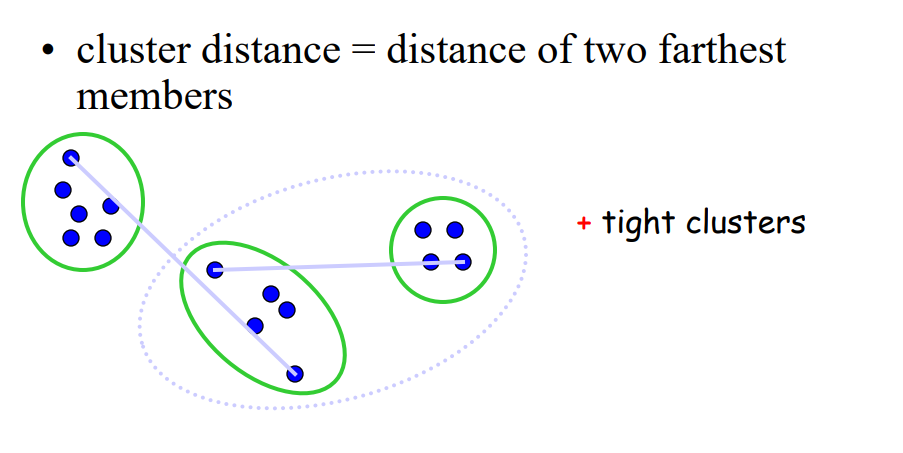 • cluster distance = distance of two farthest
members
+ tight clusters